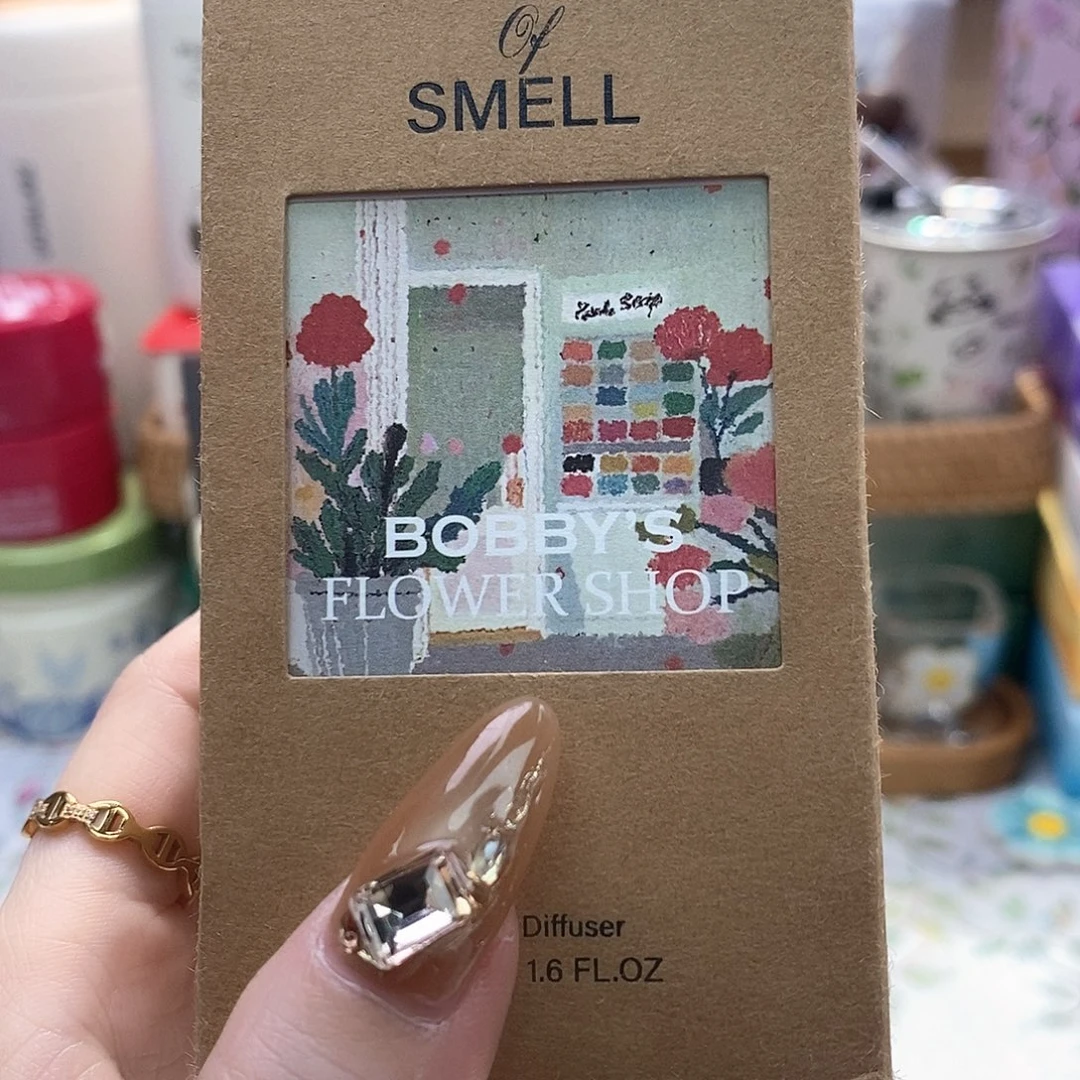 Of
SMELL
BOBBY'S
FLOWER SHOP
Diffuser
1.6 FL.OZ